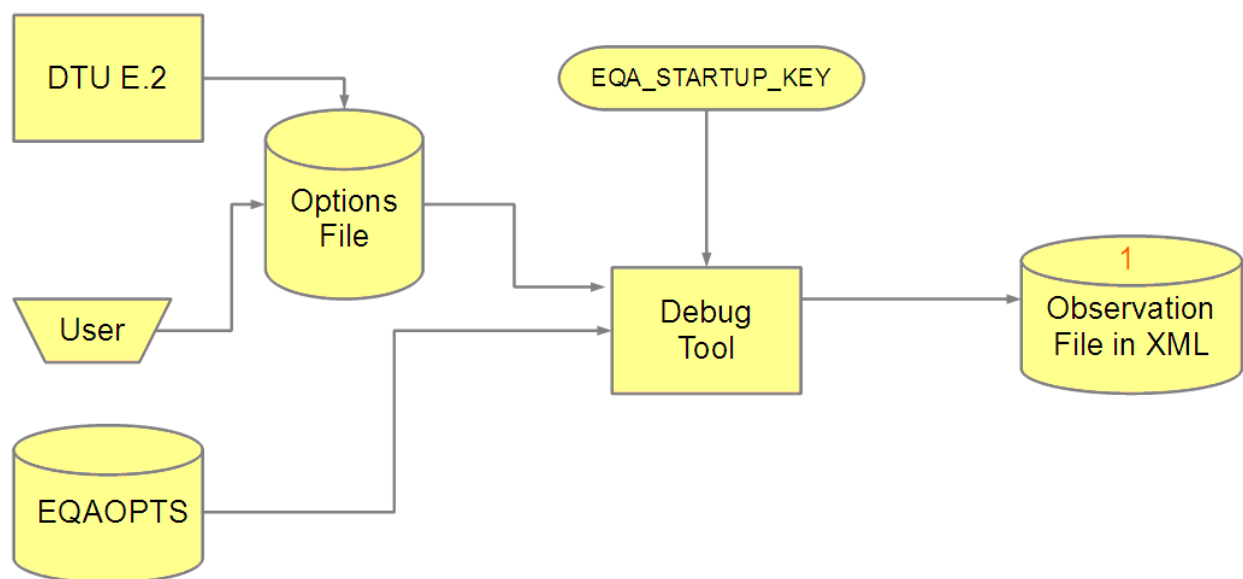 DTU E.2
EQA_STARTUP_KEY
Options
File
1
Observation
File in XML
Debug
Tool
User
EQAOPTS